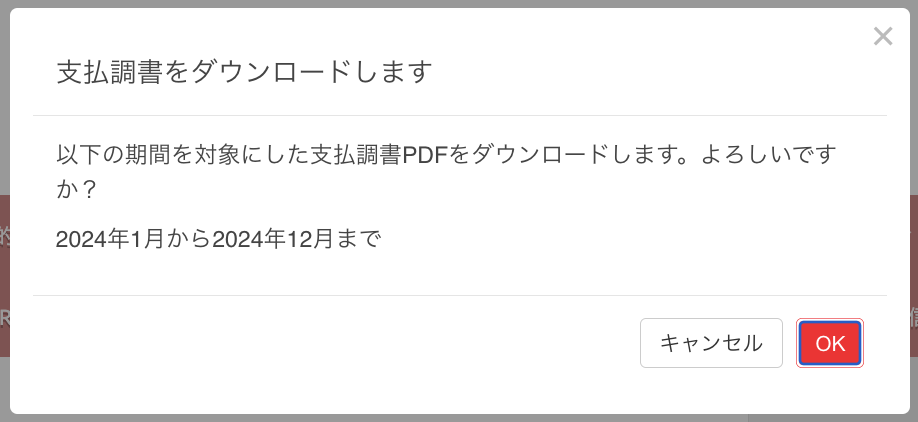 支払調書をダウンロードします
以下の期間を対象にした支払調書PDFをダウンロードします。よろしいです
か？
2024年1月から2024年12月まで
的
R
信
キャンセル
OK